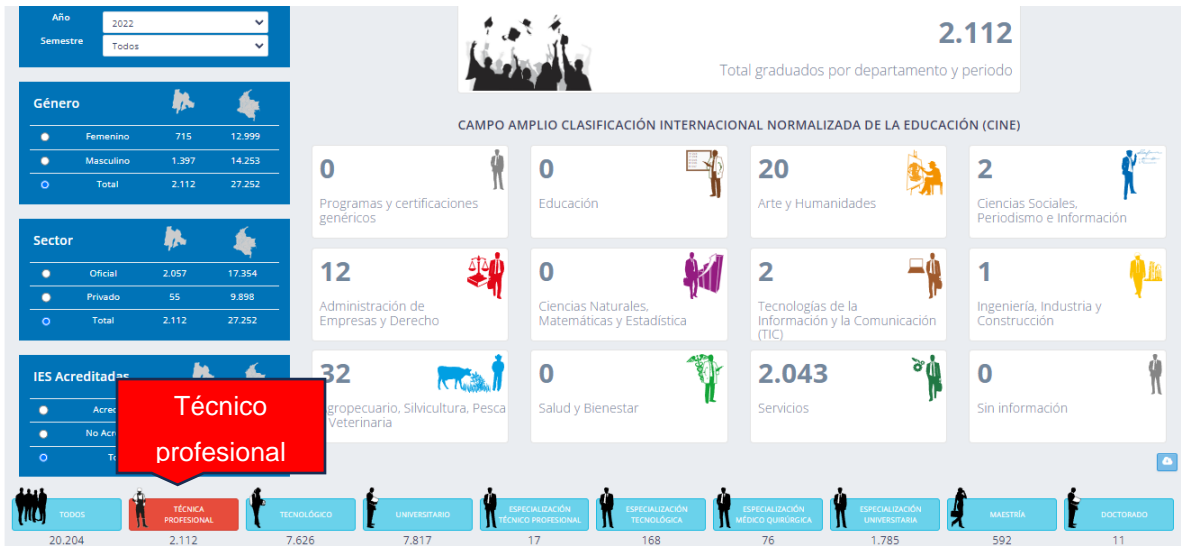 Año
2022
Semestre
Todos
2.112
Total graduados por departamento y periodo
Género
Femenino 715 12.999
Masculino 1.397 14.253
Total 2.112 27.252
Sector
Oficial 2.057 17.354
Privado 55 9.898
Total 2.112 27.252
IES Acreditadas
Acre
No Acr
To
Técnico
profesional
CAMPO AMPLIO CLASIFICACIÓN INTERNACIONAL NORMALIZADA DE LA EDUCACIÓN (CINE)
0
Programas y certificaciones
genéricos
0
Educación
20
Arte y Humanidades
2
Ciencias Sociales,
Periodismo e Información
12
Administración de
Empresas y Derecho
0
Ciencias Naturales,
Matemáticas y Estadística
2
Tecnologías de la
Información y la Comunicación
(TIC)
1
Ingeniería, Industria y
Construcción
32
gropecuario, Silvicultura, Pesca
Veterinaria
0
Salud y Bienestar
2.043
Servicios
0
Sin información
TODOS
20.204
TÉCNICA
PROFESIONAL
2.112
TECNOLÓGICO
7.626
UNIVERSITARIO
7.817
ESPECIALIZACIÓN
TÉCNICO PROFESIONAL
17
ESPECIALIZACIÓN
TECNOLÓGICA
168
ESPECIALIZACIÓN
MÉDICO QUIRÚRGICA
76
ESPECIALIZACIÓN
UNIVERSITARIA
1.785
MAESTRÍA
592
DOCTORADO
11